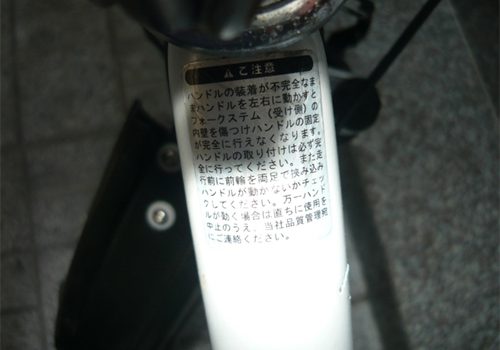 ⚠ご注意
ハンドルの装着が不完全なま
まハンドルを左右に動かすと
フォークステム（受け側）の
内壁を傷つけハンドルの固定
が完全に行えなくなります。
ハンドルの取り付けは必ず完
全に行ってください。また走
行前に前輪を両足で挟み込み
ハンドルが動かないかチェッ
クしてください。万一ハンド
ルが動く場合は直ちに使用を
中止のうえ、当社品質管理部
にご連絡ください。